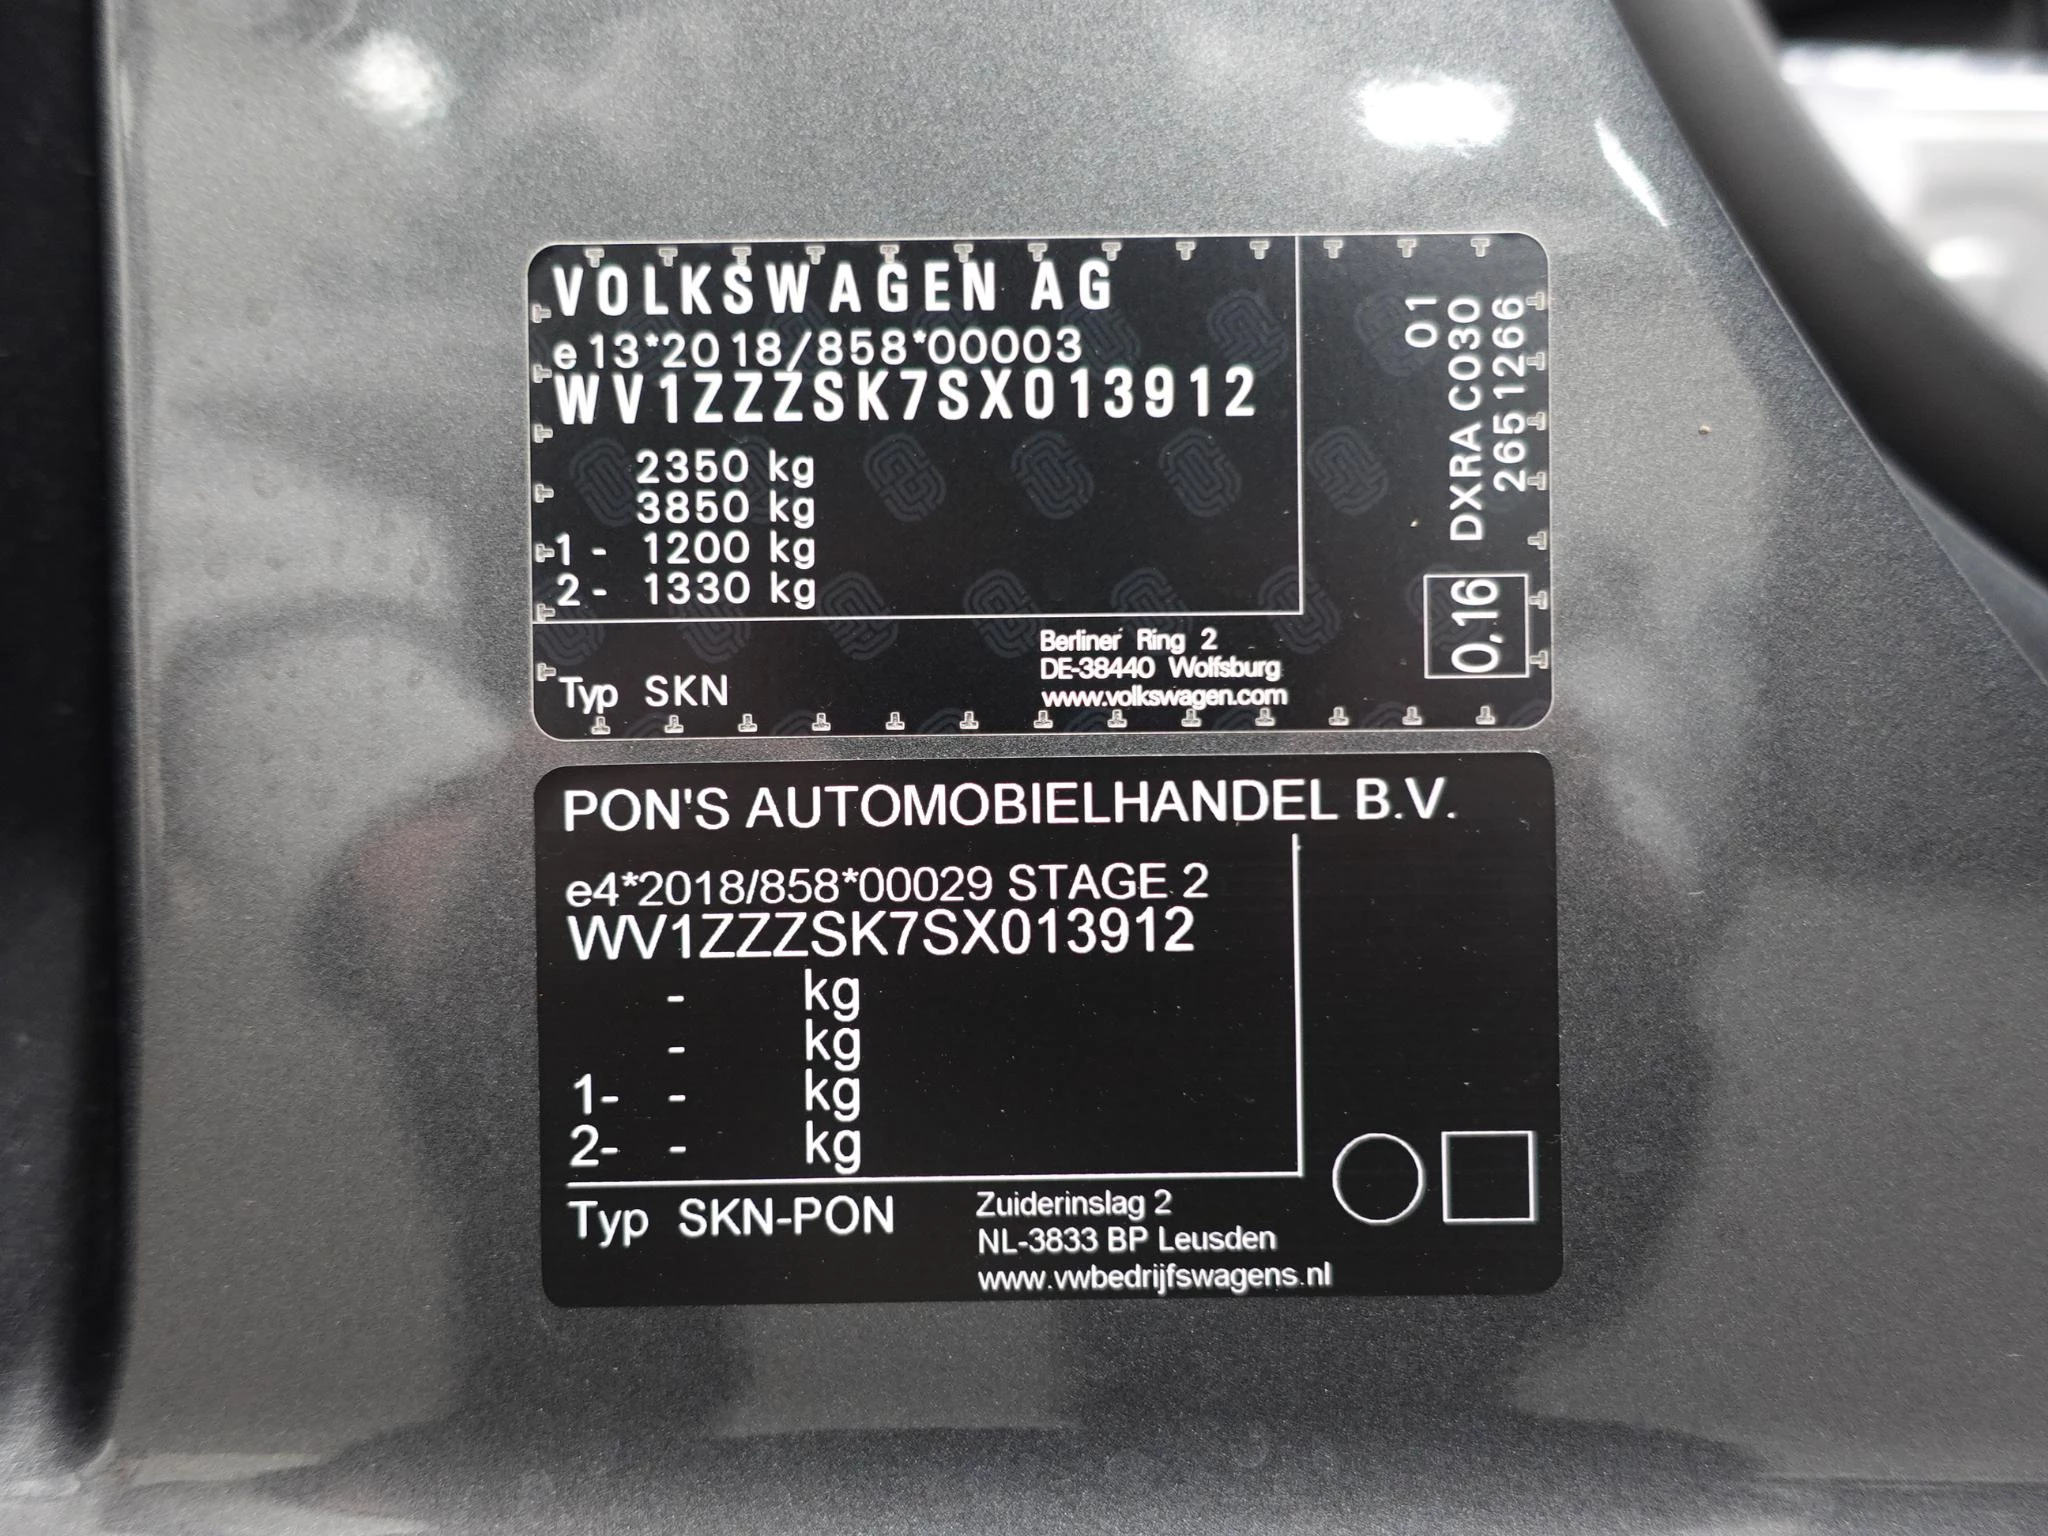 VOLKSWAGEN AG
e13*2018/858*00003
WV1ZZZSK7SX013912
2350 kg
3850 kg
1 - 1200 kg
2 - 1330 kg
Typ SKN
Berliner Ring 2
DE-38440 Wolfsburg
www.volkswagen.com
01
DXRA C030
2651266
0,16
PON'S AUTOMOBIELHANDEL B.V.
e4*2018/858*00029 STAGE 2
WV1ZZZSK7SX013912
- kg
- kg
1- - kg
2- - kg
Typ SKN-PON
Zuiderinslag 2
NL-3833 BP Leusden
www.vwbedrijfswagens.nl